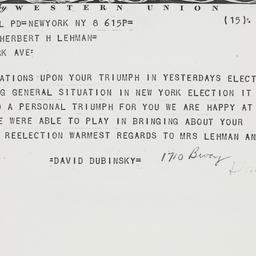 by WESTERN UNION
L PD=NEWYORK NY 8 615P=
(15):
HERBERT H LEHMAN=
RK AVE=
ATIONS UPON YOUR TRIUMPH IN YESTERDAYS ELECT
G GENERAL SITUATION IN NEW YORK ELECTION IT
O A PERSONAL TRIUMPH FOR YOU WE ARE HAPPY AT
E WERE ABLE TO PLAY IN BRINGING ABOUT YOUR
REELECTION WARMEST REGARDS TO MRS LEHMAN AN
=DAVID DUBINSKY= 1710 Bway